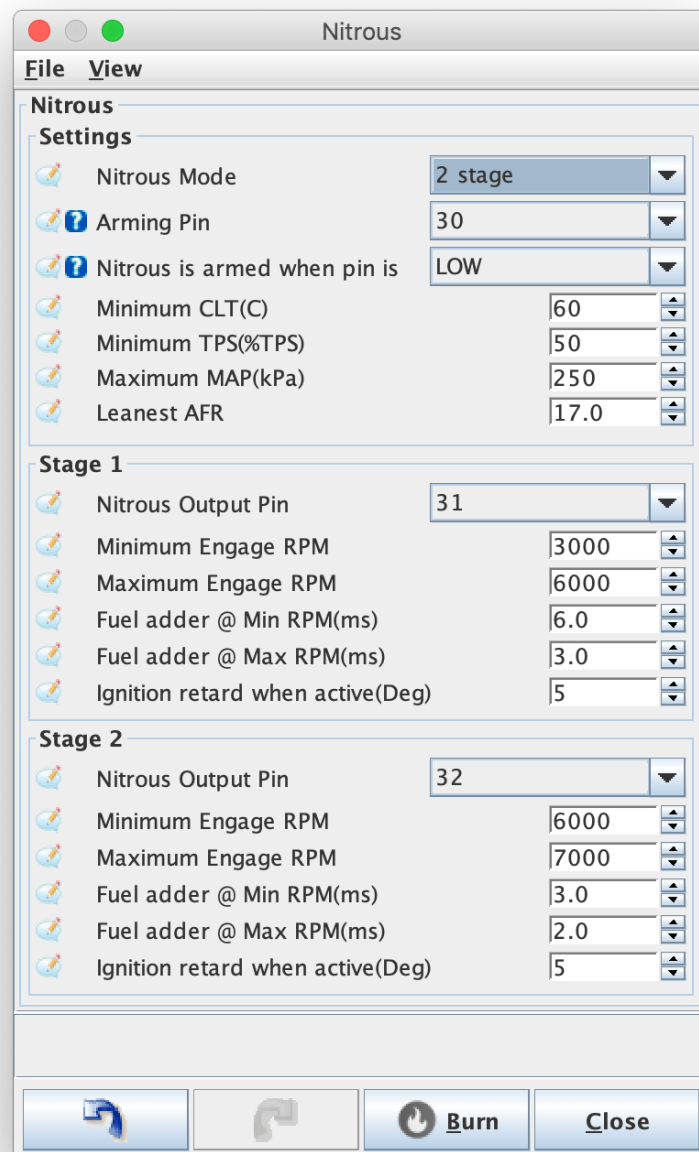 Nitrous
File View
Nitrous
Settings
Nitrous Mode 2 stage
? Arming Pin 30
? Nitrous is armed when pin is LOW
Minimum CLT(C) 60
Minimum TPS(%TPS) 50
Maximum MAP(kPa) 250
Leanest AFR 17.0
Stage 1
Nitrous Output Pin 31
Minimum Engage RPM 3000
Maximum Engage RPM 6000
Fuel adder @ Min RPM(ms) 6.0
Fuel adder @ Max RPM(ms) 3.0
Ignition retard when active(Deg) 5
Stage 2
Nitrous Output Pin 32
Minimum Engage RPM 6000
Maximum Engage RPM 7000
Fuel adder @ Min RPM(ms) 3.0
Fuel adder @ Max RPM(ms) 2.0
Ignition retard when active(Deg) 5
Burn Close